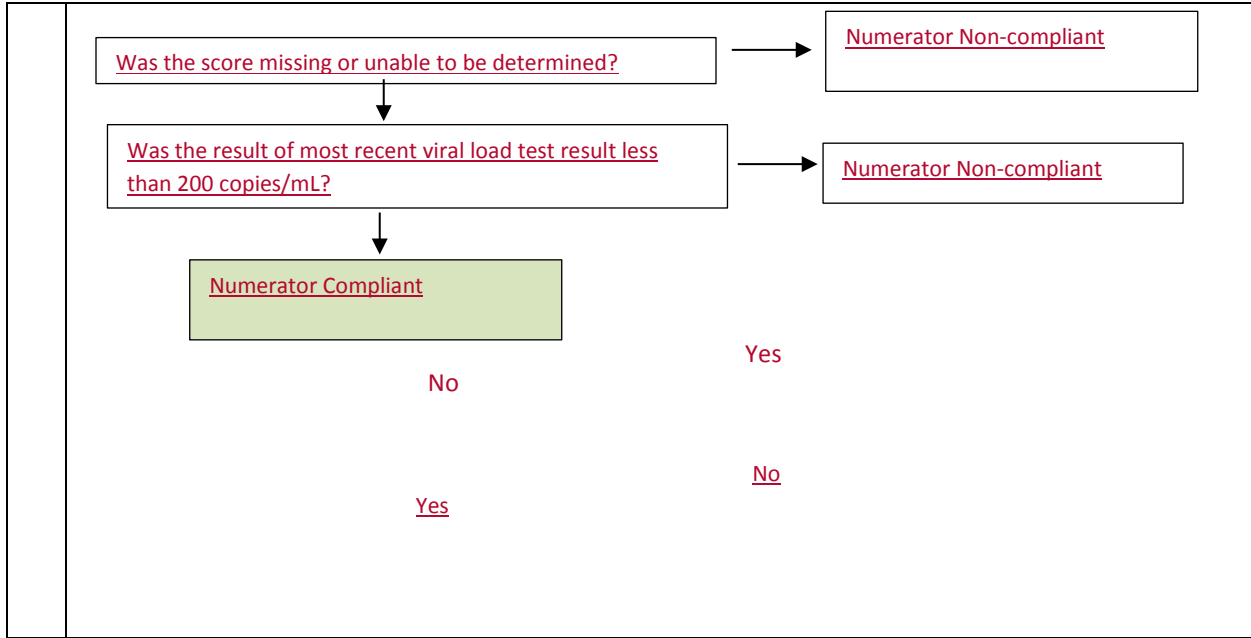 Was the score missing or unable to be determined?
Numerator Non-compliant
Was the result of most recent viral load test result less
than 200 copies/mL?
Numerator Non-compliant
Numerator Compliant
Yes
No
No
Yes